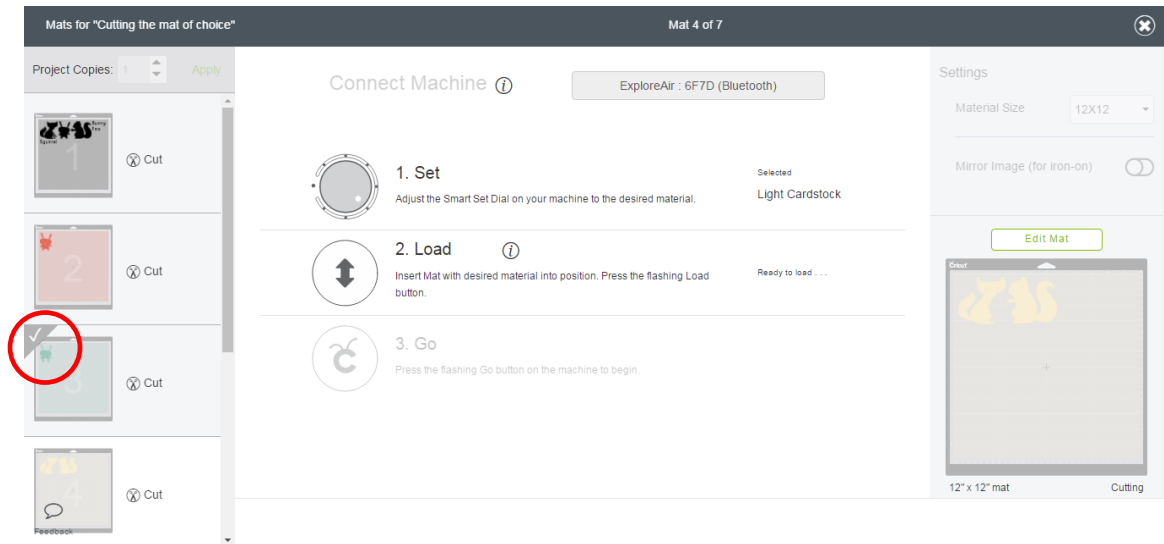 Mats for "Cutting the mat of choice"
Mat 4 of 7
Project Copies: 1
Apply
Connect Machine
ExploreAir : 6F7D (Bluetooth)
Settings
Material Size
12X12
Mirror Image (for iron-on)
Bunny
Fox
Squirrel
1
Cut
2
Cut
3
Cut
4
Cut
Feedback
1. Set
Adjust the Smart Set Dial on your machine to the desired material.
Selected
Light Cardstock
2. Load
Insert Mat with desired material into position. Press the flashing Load
button.
Ready to load . . .
3. Go
Press the flashing Go button on the machine to begin.
Edit Mat
Cricut
12" x 12" mat
Cutting